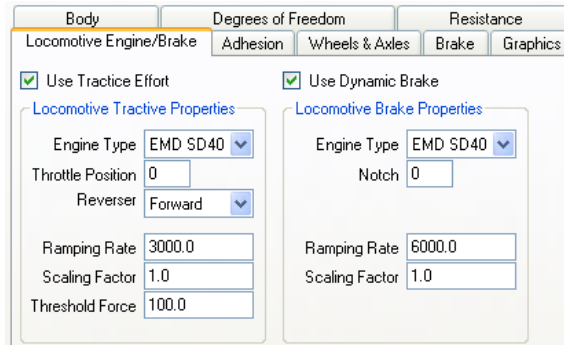 Body Degrees of Freedom Resistance
Locomotive Engine/Brake Adhesion Wheels & Axles Brake Graphics
Use Tractice Effort Use Dynamic Brake
Locomotive Tractive Properties Locomotive Brake Properties
Engine Type EMD SD40 Engine Type EMD SD40
Throttle Position 0 Notch 0
Reverser Forward
Ramping Rate 3000.0 Ramping Rate 6000.0
Scaling Factor 1.0 Scaling Factor 1.0
Threshold Force 100.0